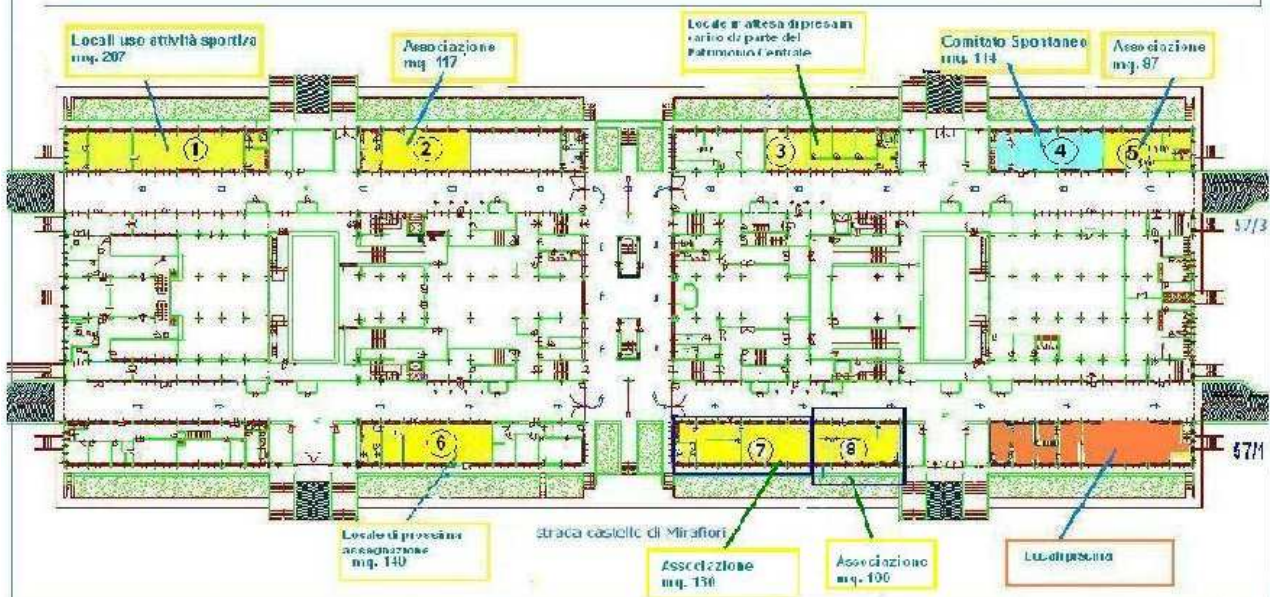 Locali uso attività sportiva
mq. 207
Associazione
mq. 117
Locale in attesa di presa in
carico da parte del
Patrimonio Centrale
Comitato Spontaneo
mq. 114
Associazione
mq. 87
1
2
3
4
5
57/3
6
7
8
57/1
Locale di prossima
assegnazione
mq. 140
strada castello di Mirafiori
Associazione
mq.
Associazione
mq. 100
Locali piscina